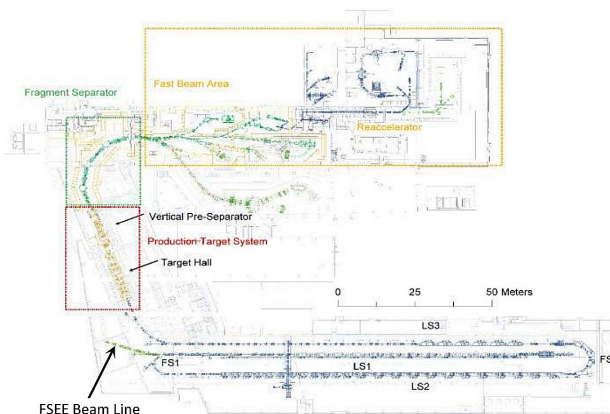 Fast Beam Area
Fragment Separator
Reaccelerator
Vertical Pre-Separator
Production-Target System
Target Hall
0 25 50 Meters
LS3
FS1
LS1
FS
LS2
FSEE Beam Line